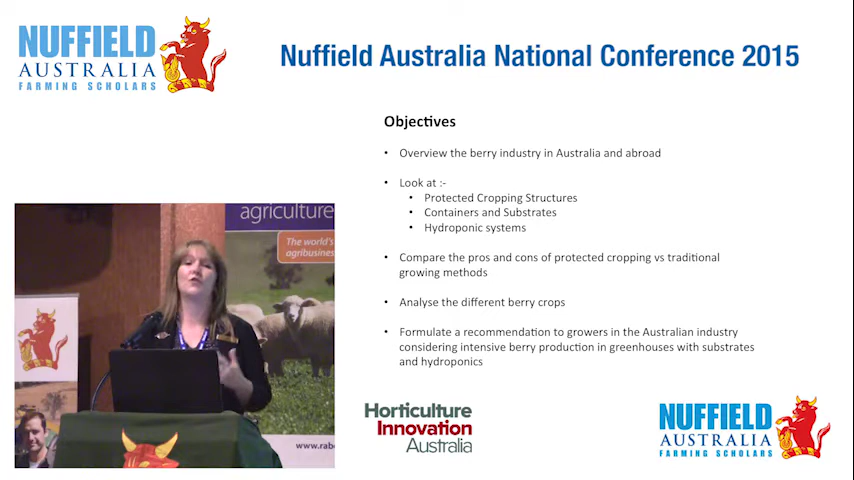 NUFFIELD
AUSTRALIA
FARMING SCHOLARS
Nuffield Australia National Conference 2015
Objectives
• Overview the berry industry in Australia and abroad
• Look at :-
• Protected Cropping Structures
• Containers and Substrates
• Hydroponic systems
• Compare the pros and cons of protected cropping vs traditional
growing methods
• Analyse the different berry crops
• Formulate a recommendation to growers in the Australian industry
considering intensive berry production in greenhouses with substrates
and hydroponics
agriculture
The world's
agribusines
www.rab
Horticulture
Innovation
Australia
NUFFIELD
AUSTRALIA
FARMING SCHOLARS